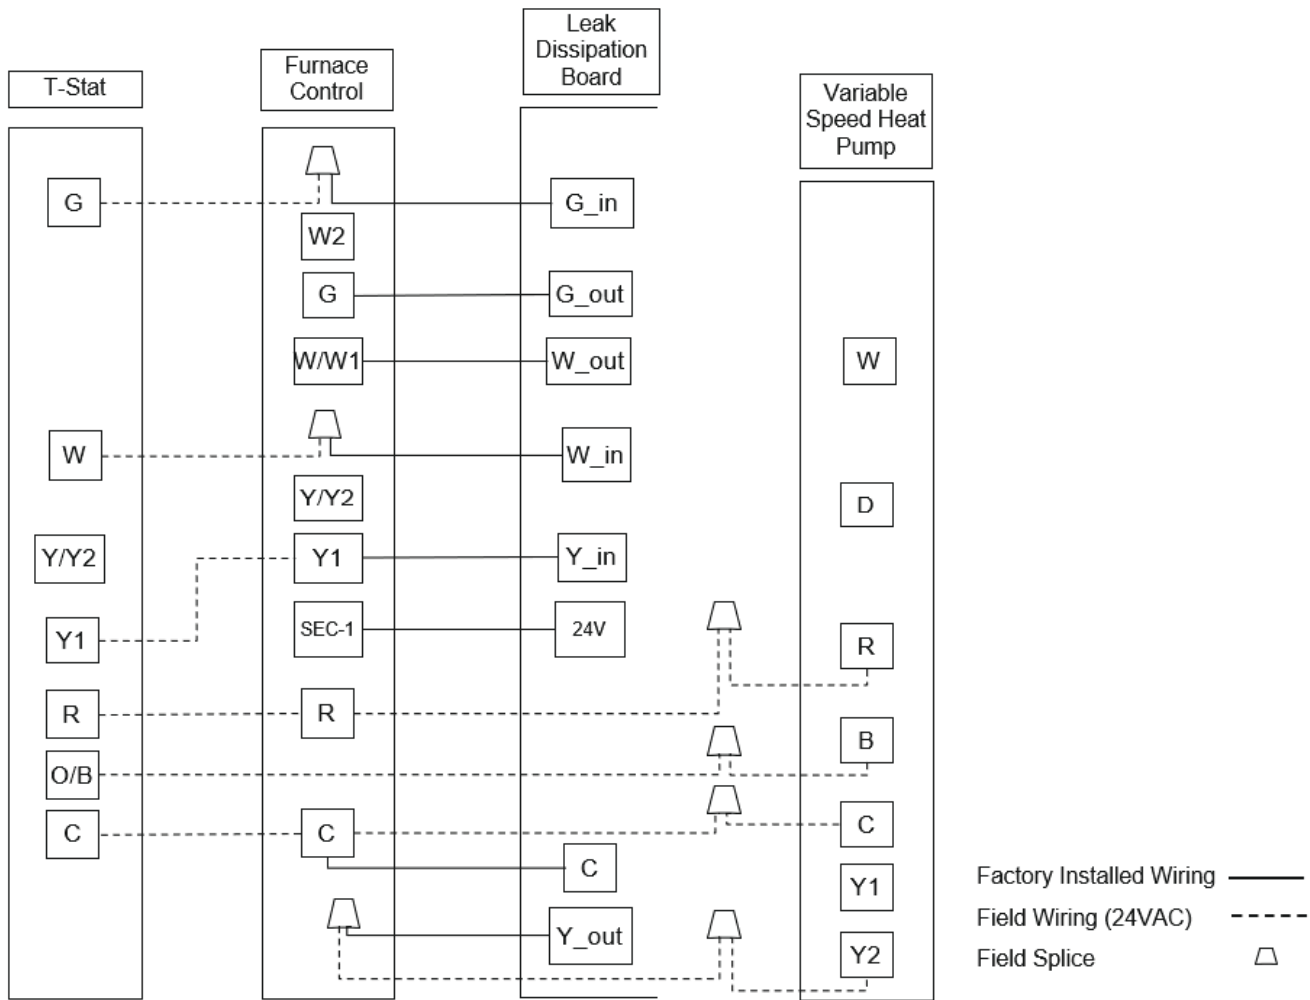 T-Stat
G
W
Y/Y2
Y1
R
O/B
C
Furnace
Control
W2
G
W/W1
Y/Y2
Y1
SEC-1
R
C
Leak
Dissipation
Board
G_in
G_out
W_out
W_in
Y_in
24V
C
Y_out
Variable
Speed Heat
Pump
W
D
R
B
C
Y1
Y2
Factory Installed Wiring
Field Wiring (24VAC)
Field Splice